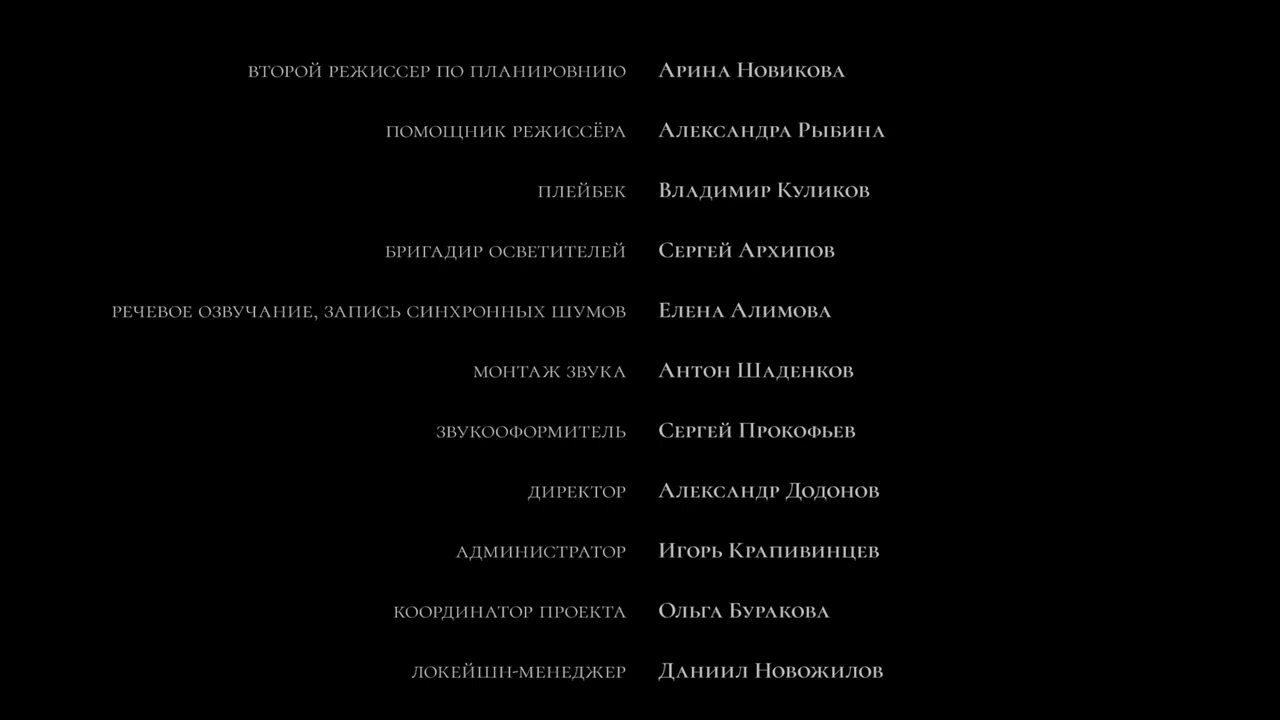 ВТОРОЙ РЕЖИССЕР ПО ПЛАНИРОВНИЮ Арина Новикова
ПОМОЩНИК РЕЖИССЁРА Александра Рыбина
ПЛЕЙБЕК Владимир Куликов
БРИГАДИР ОСВЕТИТЕЛЕЙ Сергей Архипов
РЕЧЕВОЕ ОЗВУЧАНИЕ, ЗАПИСЬ СИНХРОННЫХ ШУМОВ Елена Алимова
МОНТАЖ ЗВУКА Антон Шаденков
ЗВУКООФОРМИТЕЛЬ Сергей Прокофьев
ДИРЕКТОР Александр Додонов
АДМИНИСТРАТОР Игорь Крапивинцев
КООРДИНАТОР ПРОЕКТА Ольга Буракова
ЛОКЕЙШН-МЕНЕДЖЕР Даниил Новожилов